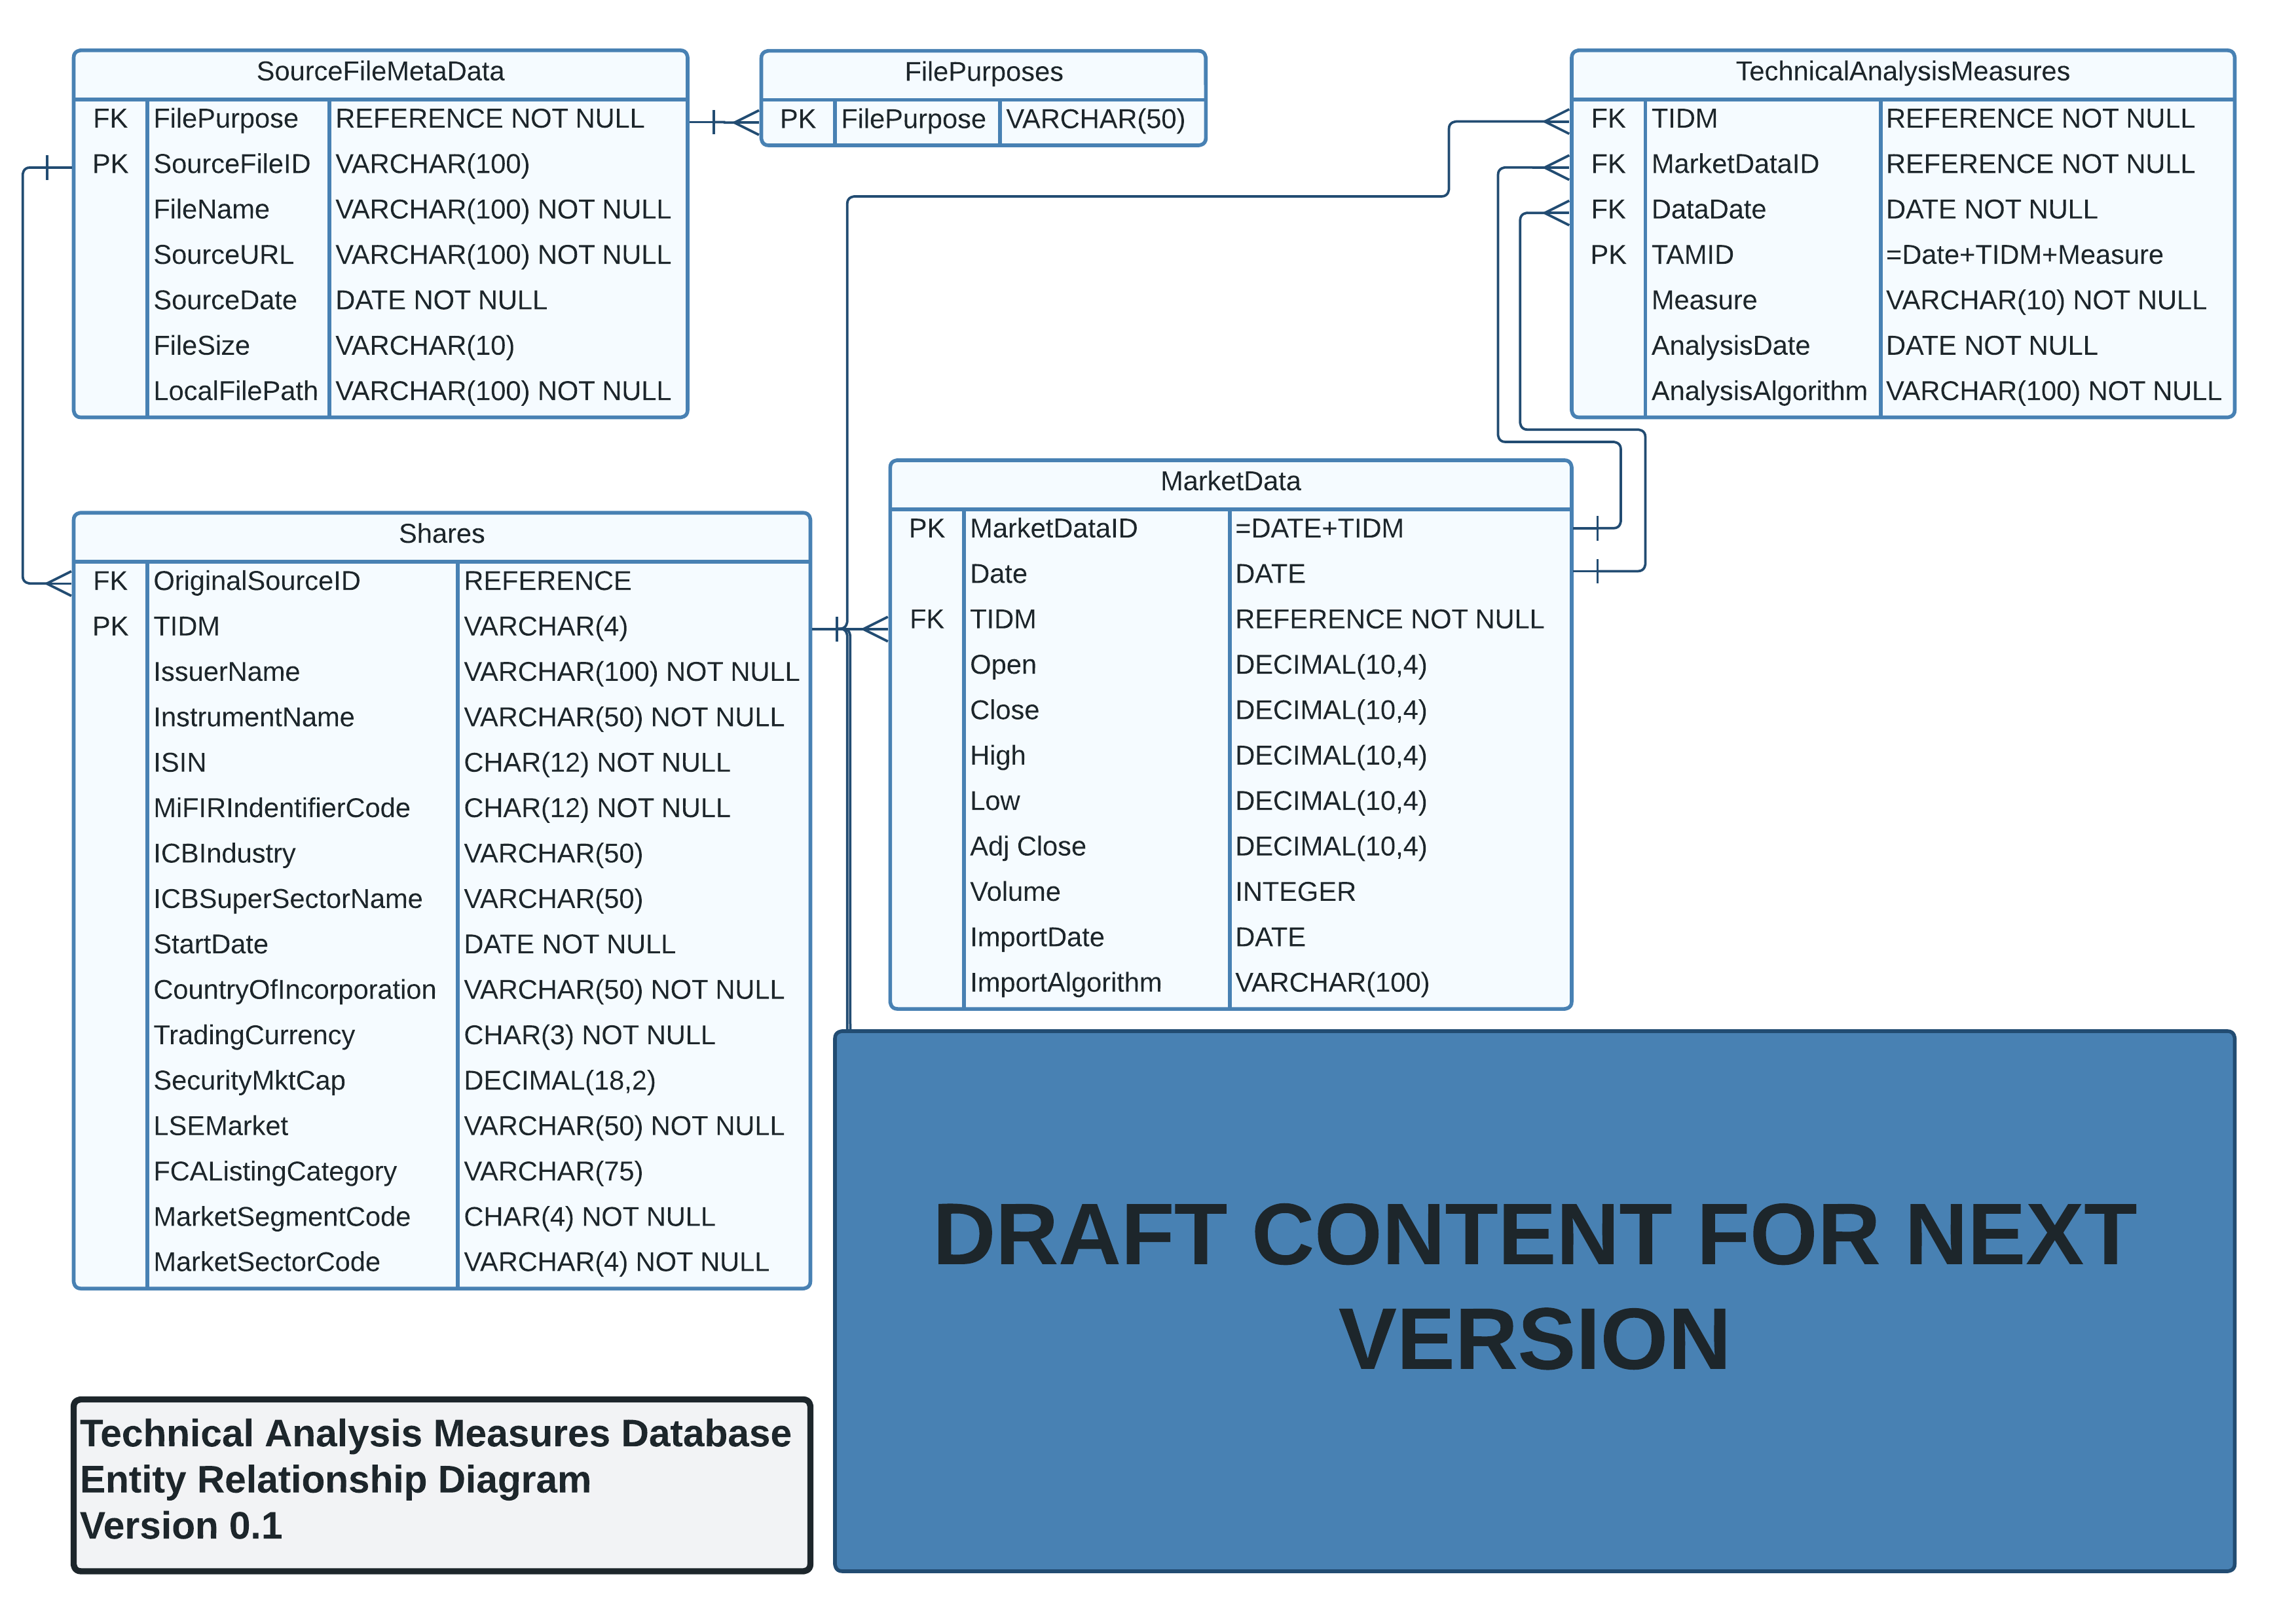 SourceFileMetaData
FK FilePurpose REFERENCE NOT NULL
PK SourceFileID VARCHAR(100)
FileName VARCHAR(100) NOT NULL
SourceURL VARCHAR(100) NOT NULL
SourceDate DATE NOT NULL
FileSize VARCHAR(10)
LocalFilePath VARCHAR(100) NOT NULL
FilePurposes
PK FilePurpose VARCHAR(50)
TechnicalAnalysisMeasures
FK TIDM REFERENCE NOT NULL
FK MarketDataID REFERENCE NOT NULL
FK DataDate DATE NOT NULL
PK TAMID =Date+TIDM+Measure
Measure VARCHAR(10) NOT NULL
AnalysisDate DATE NOT NULL
AnalysisAlgorithm VARCHAR(100) NOT NULL
Shares
FK OriginalSourceID REFERENCE
PK TIDM VARCHAR(4)
IssuerName VARCHAR(100) NOT NULL
InstrumentName VARCHAR(50) NOT NULL
ISIN CHAR(12) NOT NULL
MiFIRIndentifierCode CHAR(12) NOT NULL
ICBIndustry VARCHAR(50)
ICBSuperSectorName VARCHAR(50)
StartDate DATE NOT NULL
CountryOfIncorporation VARCHAR(50) NOT NULL
TradingCurrency CHAR(3) NOT NULL
SecurityMktCap DECIMAL(18,2)
LSEMarket VARCHAR(50) NOT NULL
FCAListingCategory VARCHAR(75)
MarketSegmentCode CHAR(4) NOT NULL
MarketSectorCode VARCHAR(4) NOT NULL
MarketData
PK MarketDataID =DATE+TIDM
Date DATE
FK TIDM REFERENCE NOT NULL
Open DECIMAL(10,4)
Close DECIMAL(10,4)
High DECIMAL(10,4)
Low DECIMAL(10,4)
Adj Close DECIMAL(10,4)
Volume INTEGER
ImportDate DATE
ImportAlgorithm VARCHAR(100)
DRAFT CONTENT FOR NEXT
VERSION
Technical Analysis Measures Database
Entity Relationship Diagram
Version 0.1